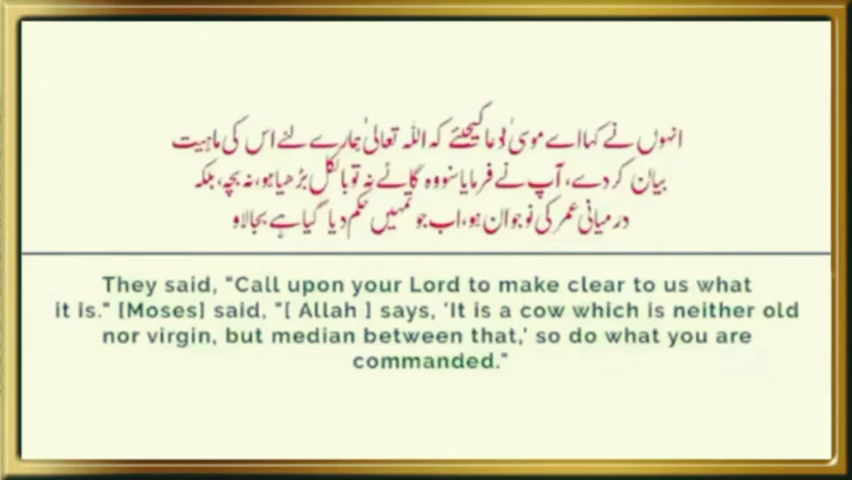 انہوں نے کہا اے موسیٰ دعا کیجئے کہ اللہ تعالیٰ ہمارے لئے اس کی ماہیت
بیان کر دے، آپ نے فرمایا سنو وہ گائے نہ تو بالکل بڑھیا ہو، نہ بچہ، بلکہ
درمیانی عمر کی نوجوان ہو، اب جو تمہیں حکم دیا گیا ہے بجا لاو
They said, "Call upon your Lord to make clear to us what
it is." [Moses] said, "[ Allah ] says, 'It is a cow which is neither old
nor virgin, but median between that,' so do what you are
commanded."